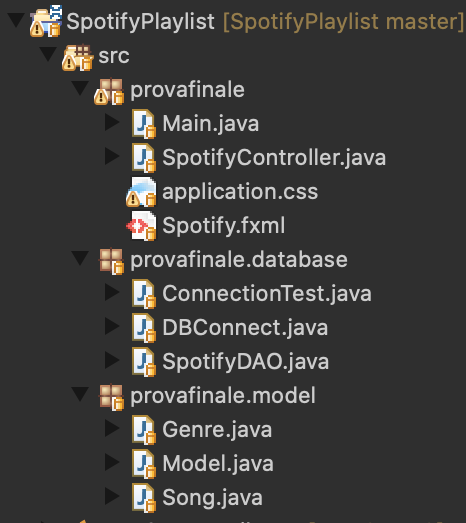 SpotifyPlaylist [SpotifyPlaylist master]
src
provafinale
Main.java
SpotifyController.java
application.css
Spotify.fxml
provafinale.database
ConnectionTest.java
DBConnect.java
SpotifyDAO.java
provafinale.model
Genre.java
Model.java
Song.java